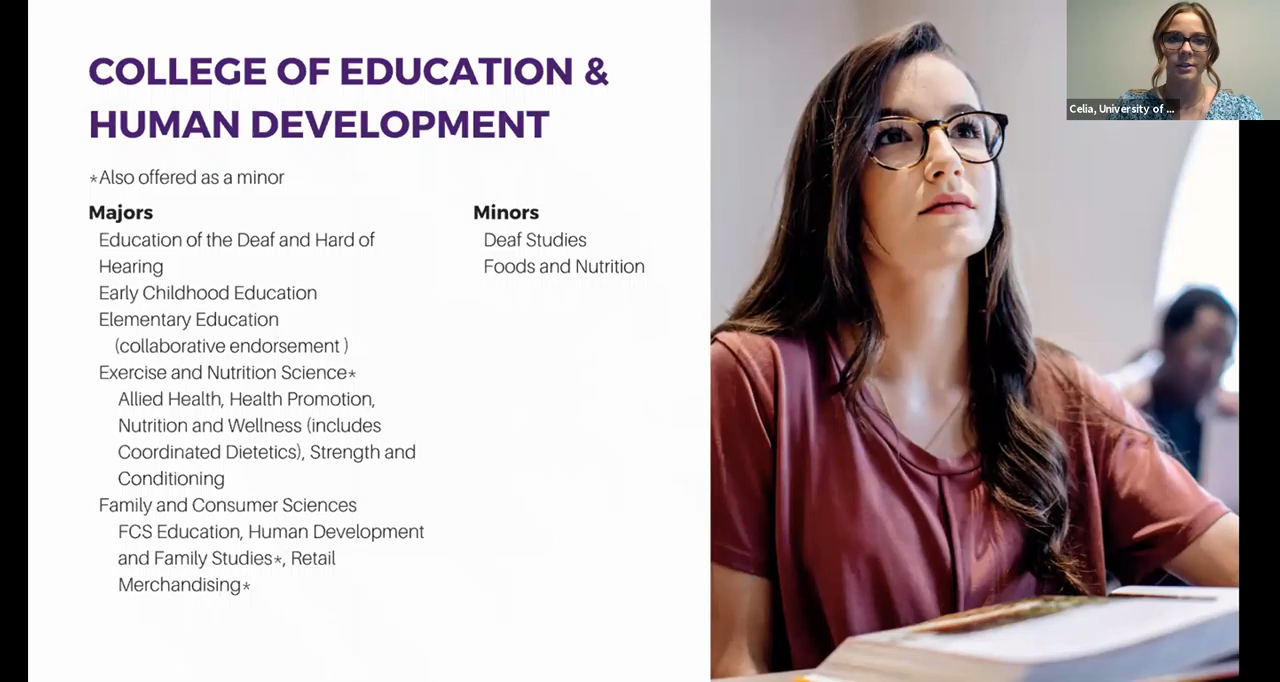 COLLEGE OF EDUCATION &
HUMAN DEVELOPMENT
*Also offered as a minor
Majors
Education of the Deaf and Hard of
Hearing
Early Childhood Education
Elementary Education
(collaborative endorsement )
Exercise and Nutrition Science*
Allied Health, Health Promotion,
Nutrition and Wellness (includes
Coordinated Dietetics), Strength and
Conditioning
Family and Consumer Sciences
FCS Education, Human Development
and Family Studies*, Retail
Merchandising*
Minors
Deaf Studies
Foods and Nutrition
Celia, University of ...